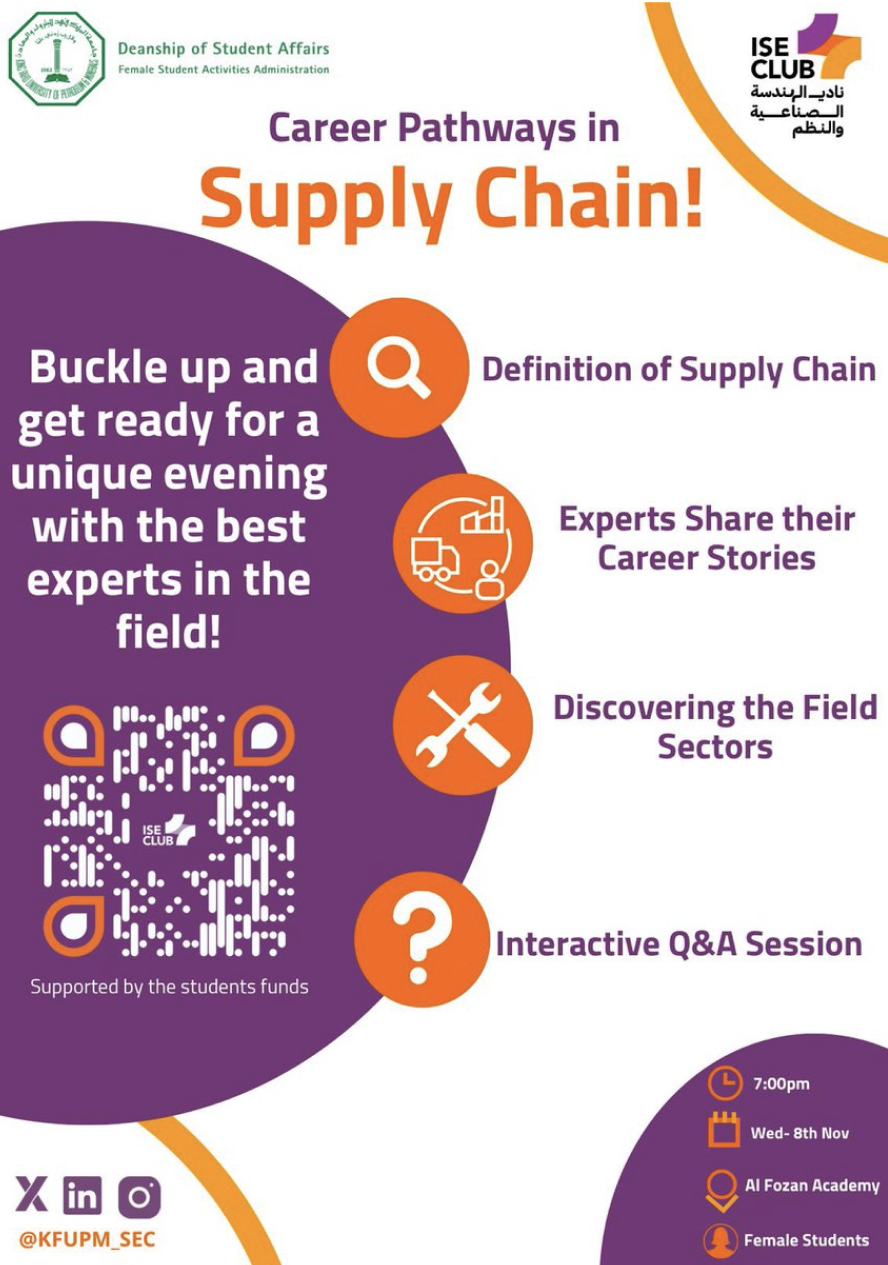 Deanship of Student Affairs
Female Student Activities Administration
ISE
CLUB
نادي الهندسة
الصناعية
والنظم
Career Pathways in
Supply Chain!
Buckle up and
get ready for a
unique evening
with the best
experts in the
field!
Definition of Supply Chain
Experts Share their
Career Stories
Discovering the Field
Sectors
Interactive Q&A Session
ISE
CLUB
Supported by the students funds
7:00pm
Wed- 8th Nov
Al Fozan Academy
Female Students
X in
@KFUPM_SEC